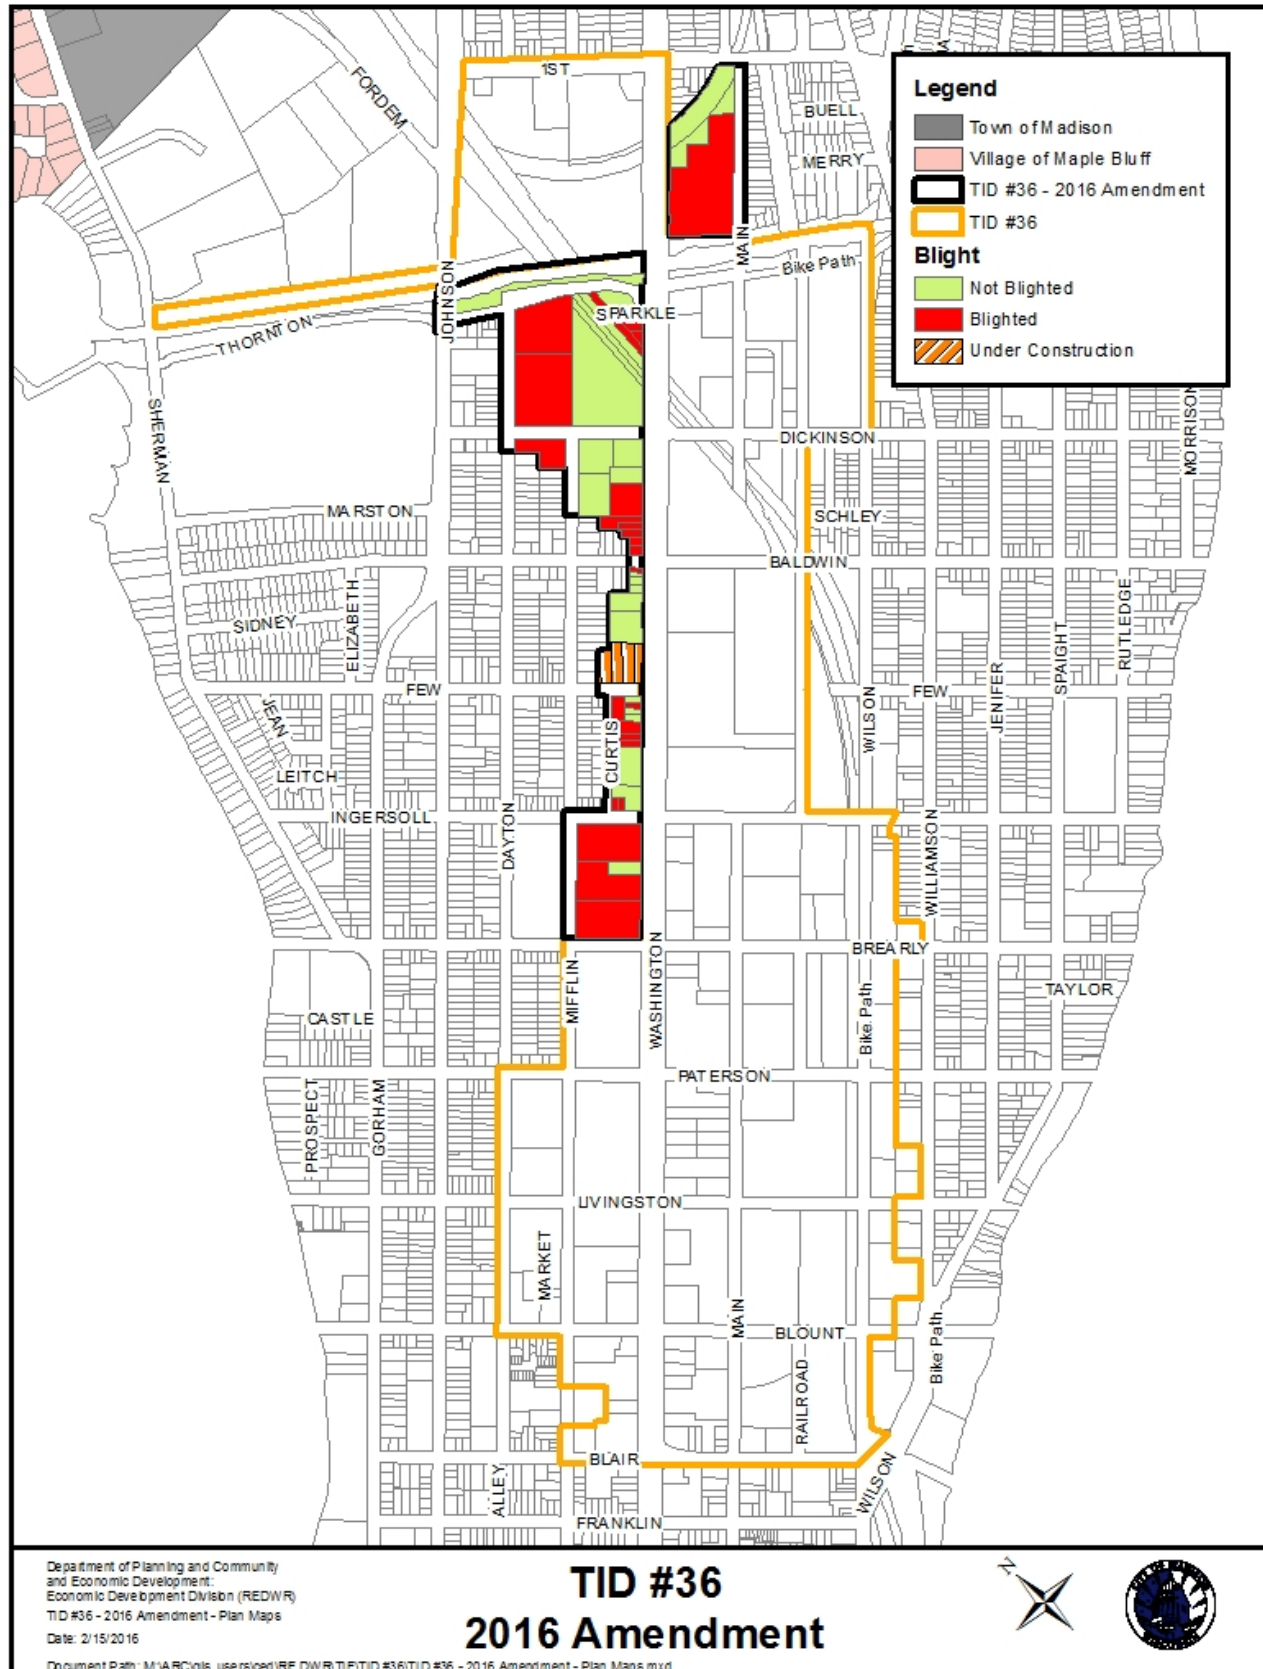 1ST
FORDEM
BUELL
MERRY
MAIN
Bike Path
JOHNSON
THORNTON
SPARKLE
SHERMAN
DICKINSON
MORRISON
MARSTON
SCHLEY
BALDWIN
ELIZABETH
SIDNEY
RUTLEDGE
SPAIGHT
JENIFER
FEW
WILSON
FEW
JEAN
CURTIS
LEITCH
INGERSOLL
DAYTON
WILLIAMSON
BREARLY
MIFFLIN
WASHINGTON
TAYLOR
CASTLE
Bike Path
PATERSON
PROSPECT
GORHAM
LIVINGSTON
MARKET
MAIN
BLOUNT
Bike Path
RAILROAD
BLAIR
ALLEY
WILSON
FRANKLIN
Legend
Town of Madison
Village of Maple Bluff
TID #36 - 2016 Amendment
TID #36
Blight
Not Blighted
Blighted
Under Construction
Department of Planning and Community
and Economic Development:
Economic Development Division (REDWR)
TID #36 - 2016 Amendment - Plan Maps
Date: 2/15/2016
TID #36
2016 Amendment
N